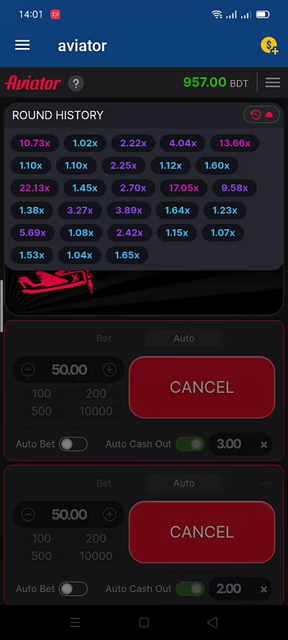 14:01
aviator
Aviator ? 957.00 BDT
ROUND HISTORY
10.73x 1.02x 2.22x 4.04x 13.66x
1.10x 1.10x 2.25x 1.12x 1.60x
22.13x 1.45x 2.70x 17.05x 9.58x
1.38x 3.27x 3.89x 1.64x 1.23x
5.69x 1.08x 2.42x 1.15x 1.07x
1.53x 1.04x 1.65x
Bet Auto
50.00 CANCEL
100 200
500 10000
Auto Bet Auto Cash Out 3.00 ×
Bet Auto
50.00 CANCEL
100 200
500 10000
Auto Bet Auto Cash Out 2.00 ×